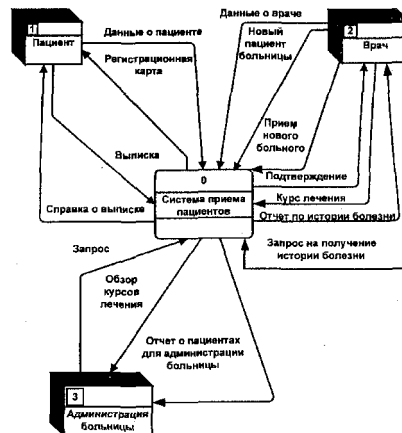 1
Пациент
Данные о пациенте
Регистрационная
карта
Данные о враче
Новый
пациент
больницы
2
Врач
Прием
нового
больного
Выписка
Справка о выписке
0
Система приема
пациентов
Подтверждение
Курс лечения
Отчет по истории болезни
Запрос на получение
истории болезни
Запрос
Обзор
курсов
лечения
Отчет о пациентах
для администрации
больницы
3
Администрация
больницы